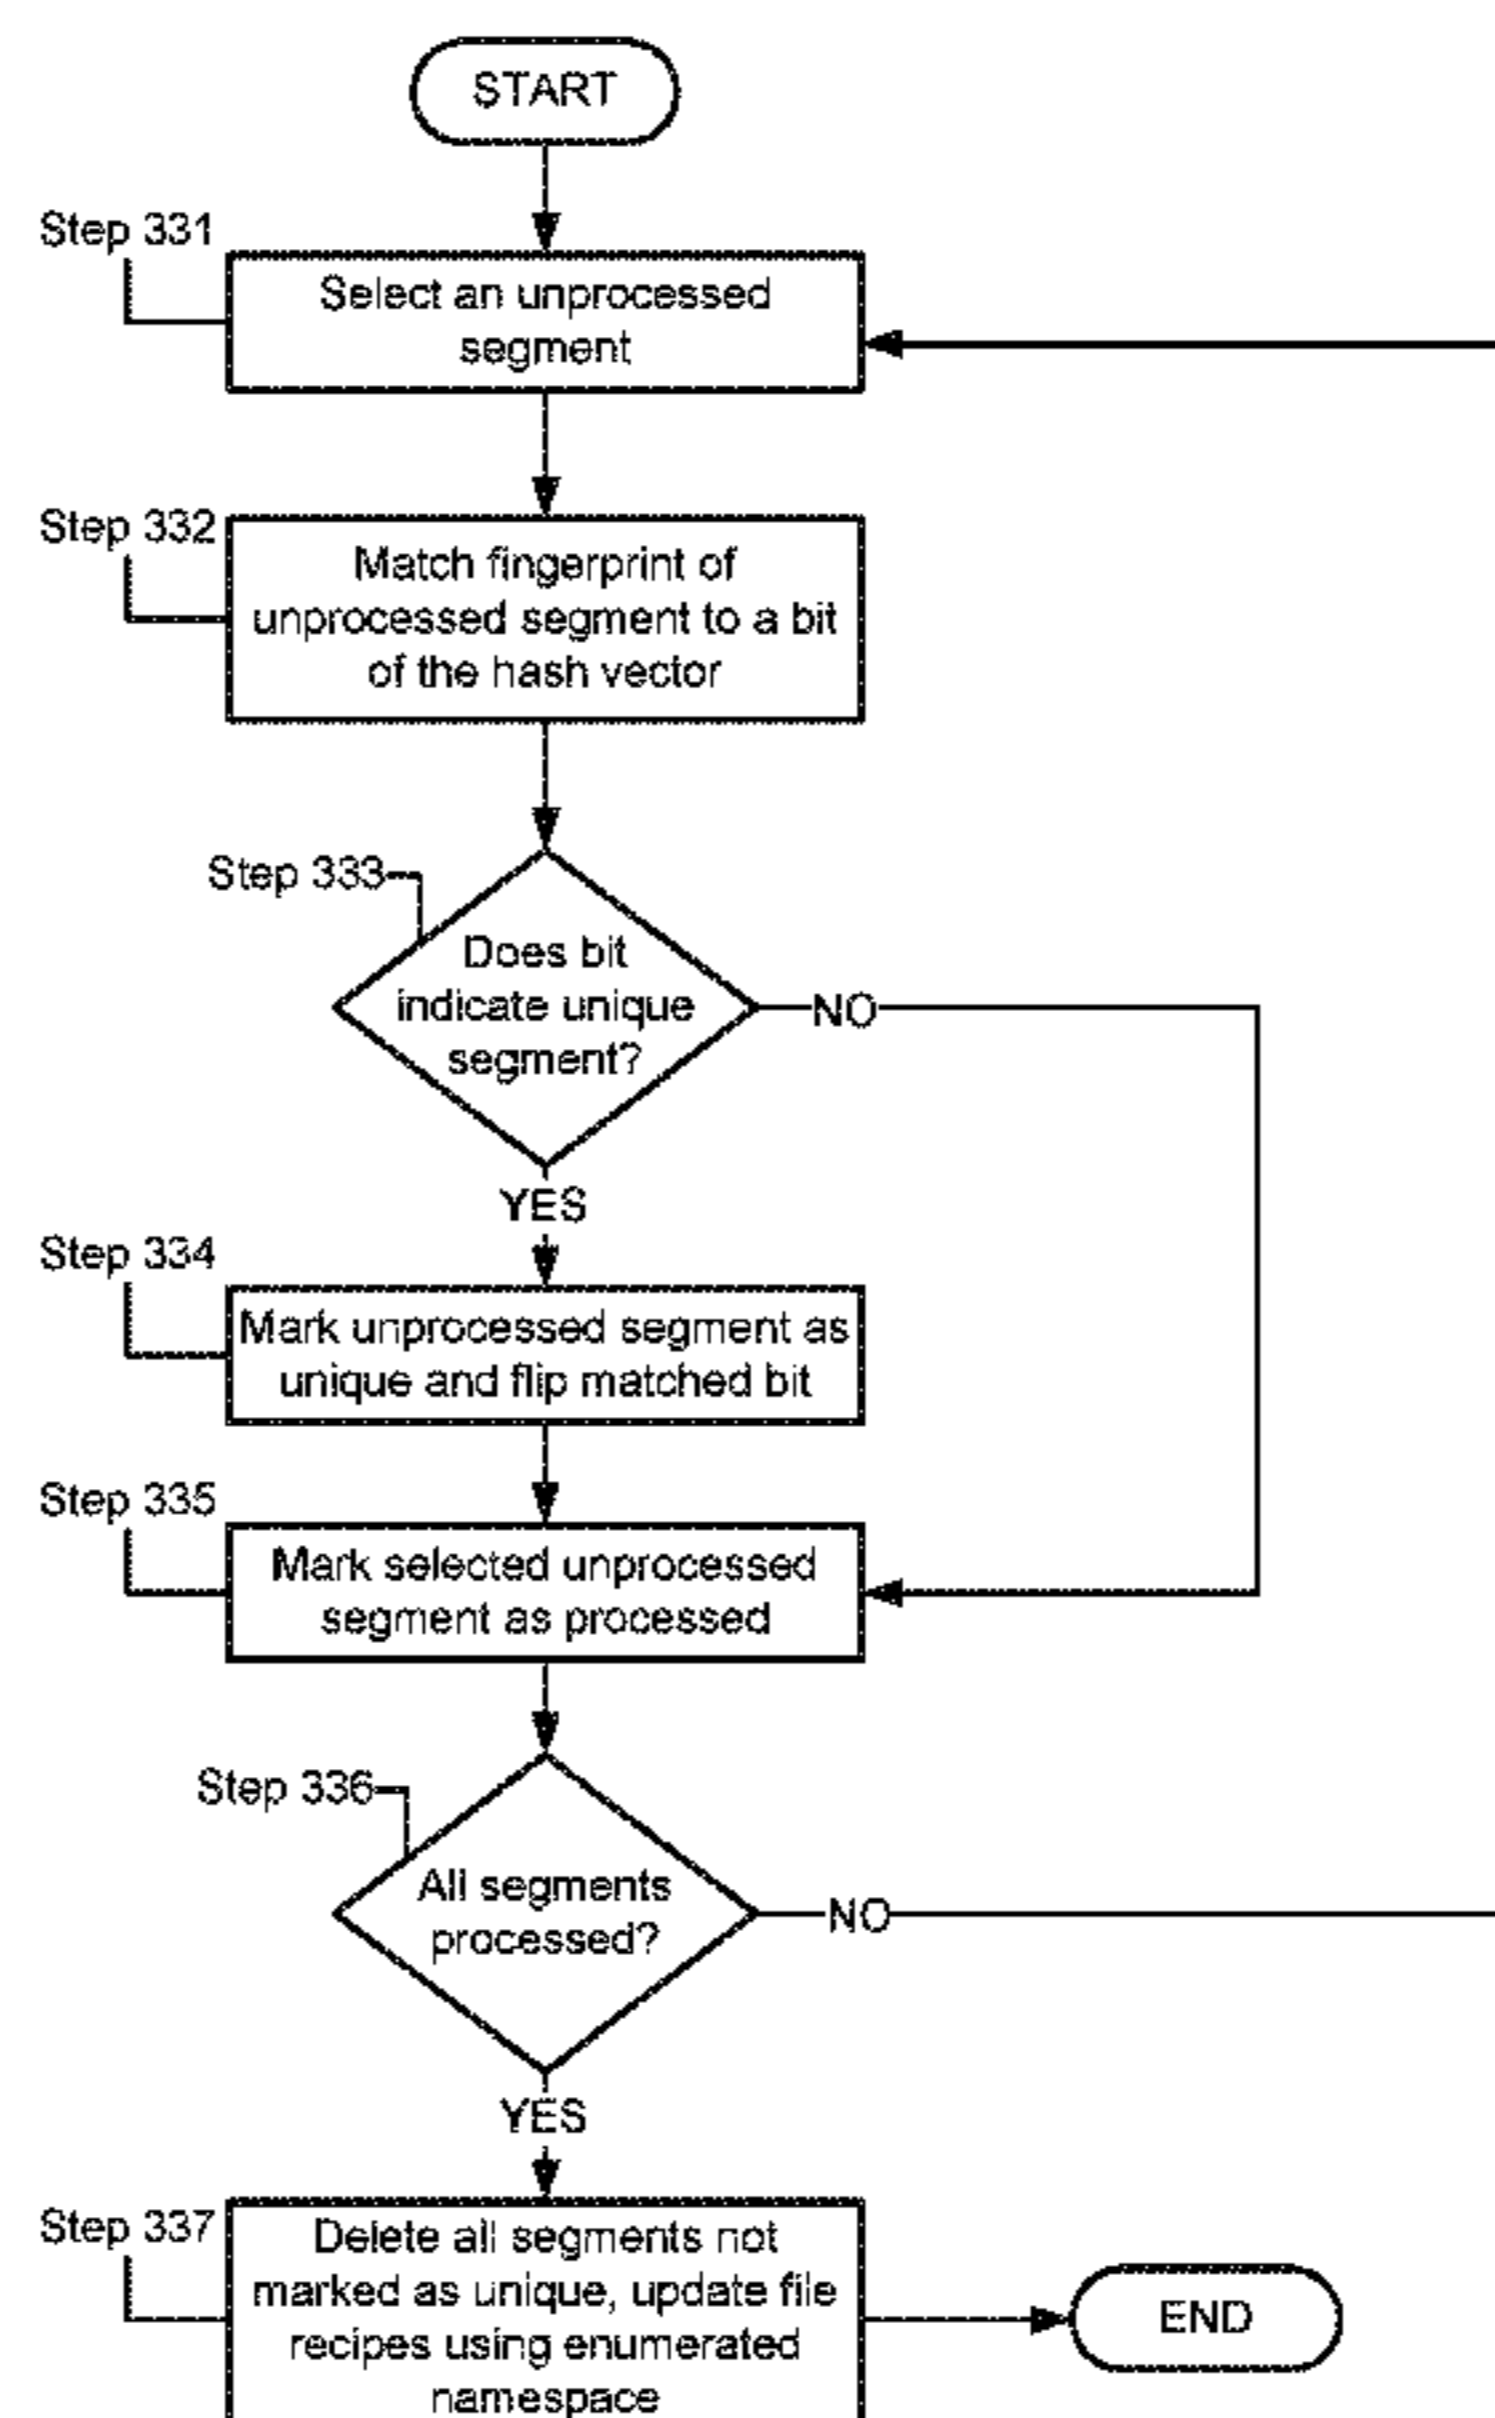 START
Step 331
Select an unprocessed
segment
Step 332
Match fingerprint of
unprocessed segment to a bit
of the hash vector
Step 333
Does bit
indicate unique
segment?
NO
YES
Step 334
Mark unprocessed segment as
unique and flip matched bit
Step 335
Mark selected unprocessed
segment as processed
Step 336
All segments
processed?
NO
YES
Step 337
Delete all segments not
marked as unique, update file
recipes using enumerated
namespace
END